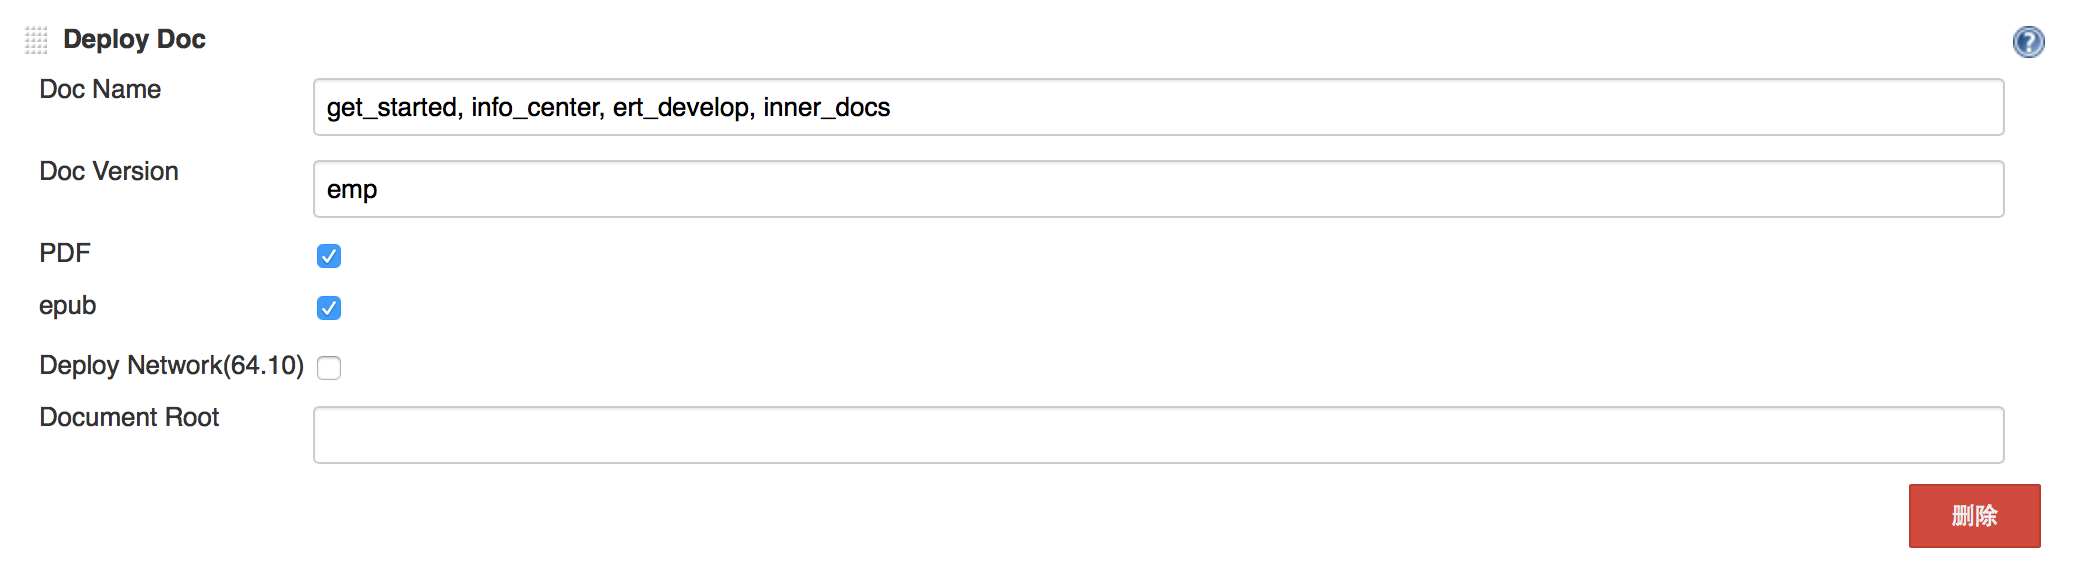 Deploy Doc
?
Doc Name
get_started, info_center, ert_develop, inner_docs
Doc Version
emp
PDF
epub
Deploy Network(64.10)
Document Root
删除